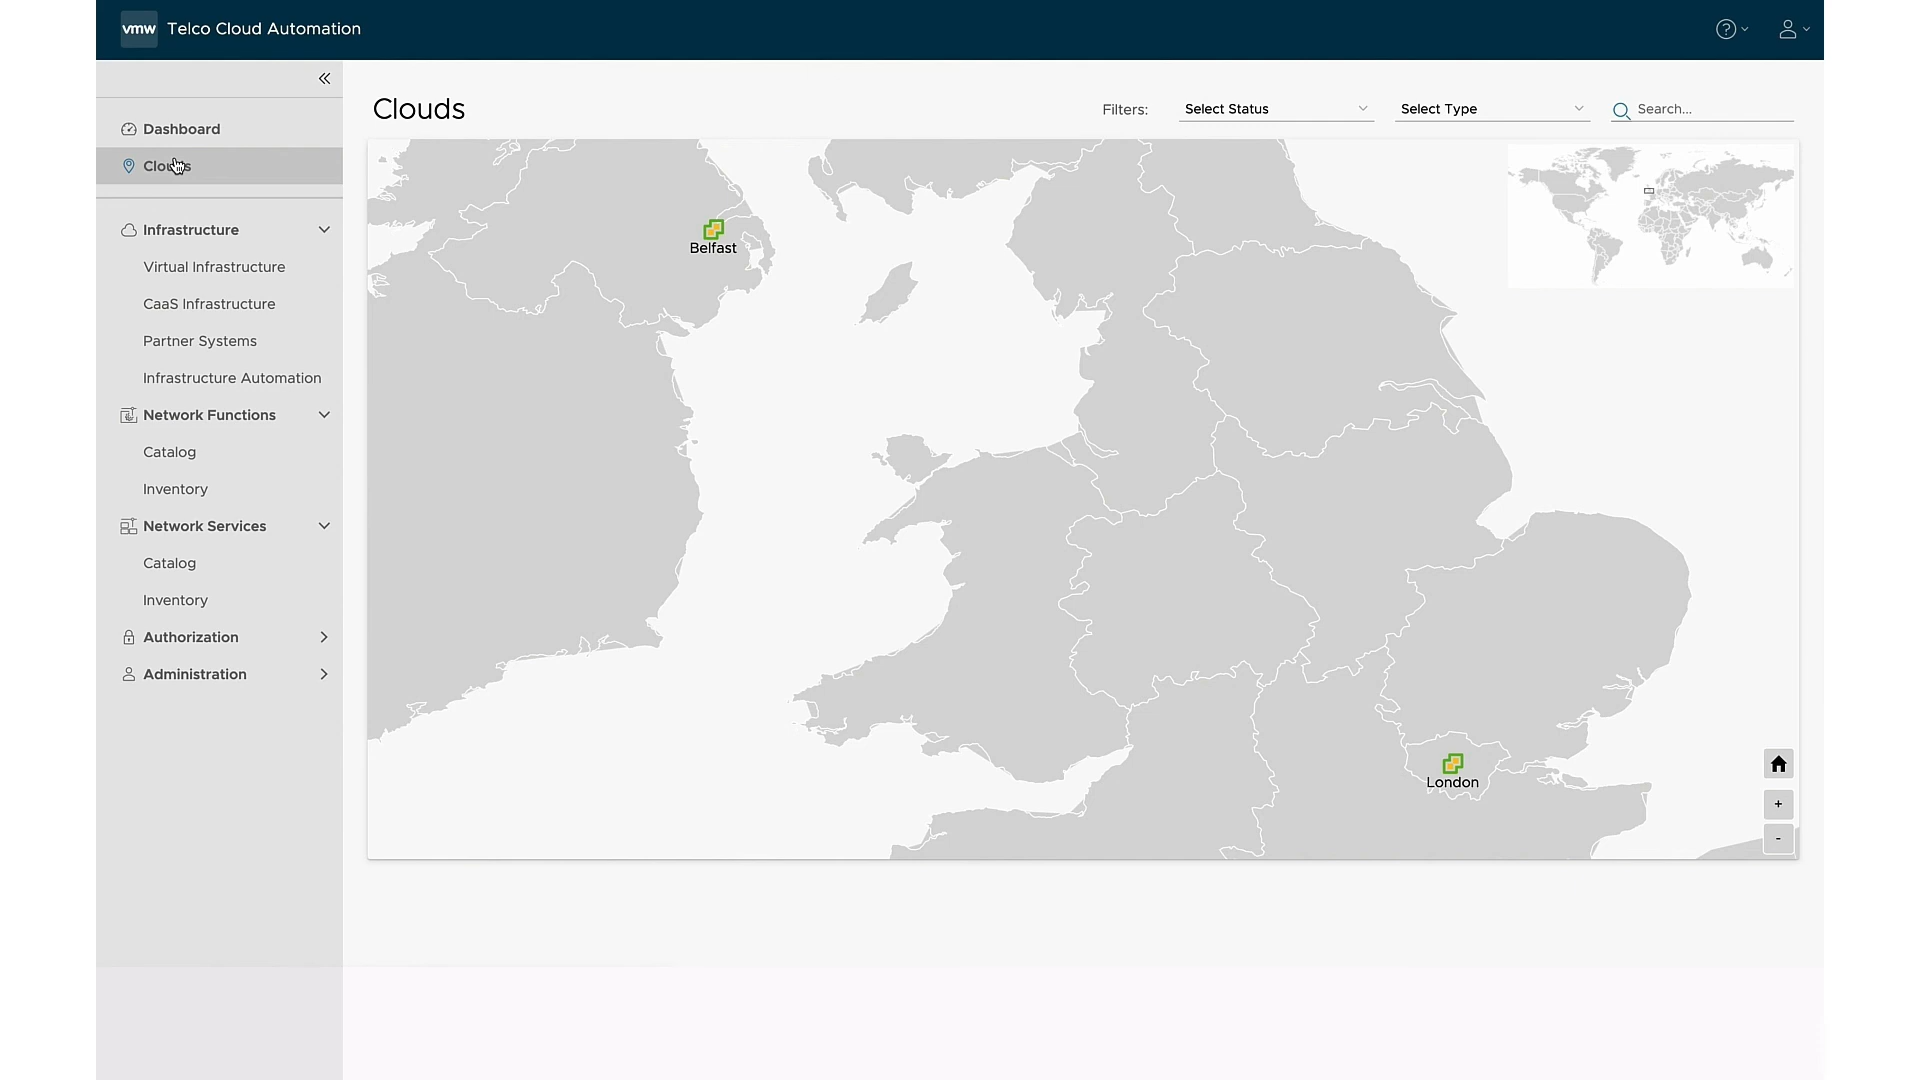 vmw Telco Cloud Automation
Clouds
Filters: Select Status Select Type Search...
Dashboard
Clouds
Infrastructure
Virtual Infrastructure
CaaS Infrastructure
Partner Systems
Infrastructure Automation
Network Functions
Catalog
Inventory
Network Services
Catalog
Inventory
Authorization
Administration
Belfast
London
+
-